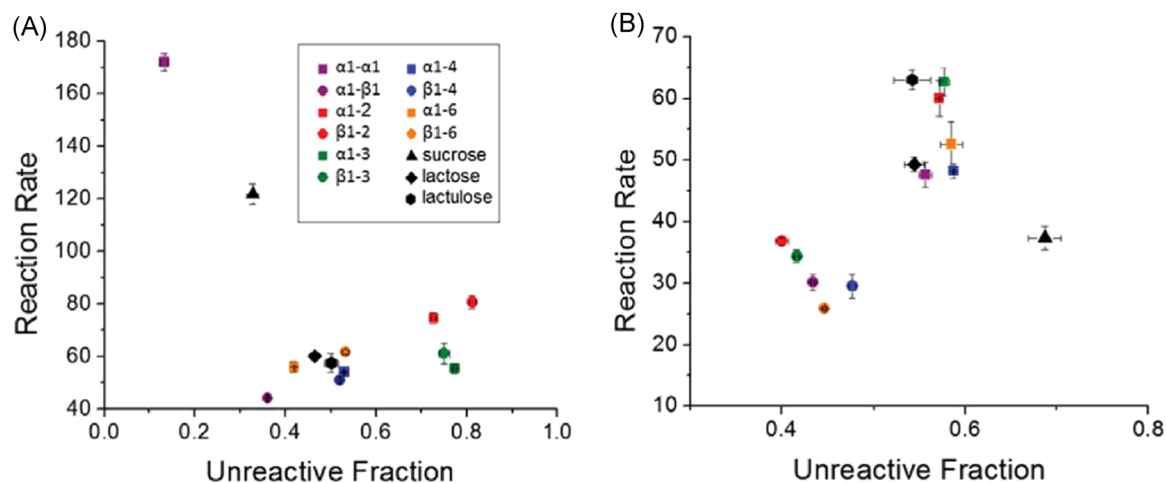 (A)
180
160
140
120
100
80
60
40
0.0 0.2 0.4 0.6 0.8 1.0
Reaction Rate
Unreactive Fraction
α1-α1 α1-4
α1-β1 β1-4
α1-2 α1-6
β1-2 β1-6
α1-3 sucrose
β1-3 lactose
lactulose
(B)
70
60
50
40
30
20
10
0.4 0.6 0.8
Reaction Rate
Unreactive Fraction